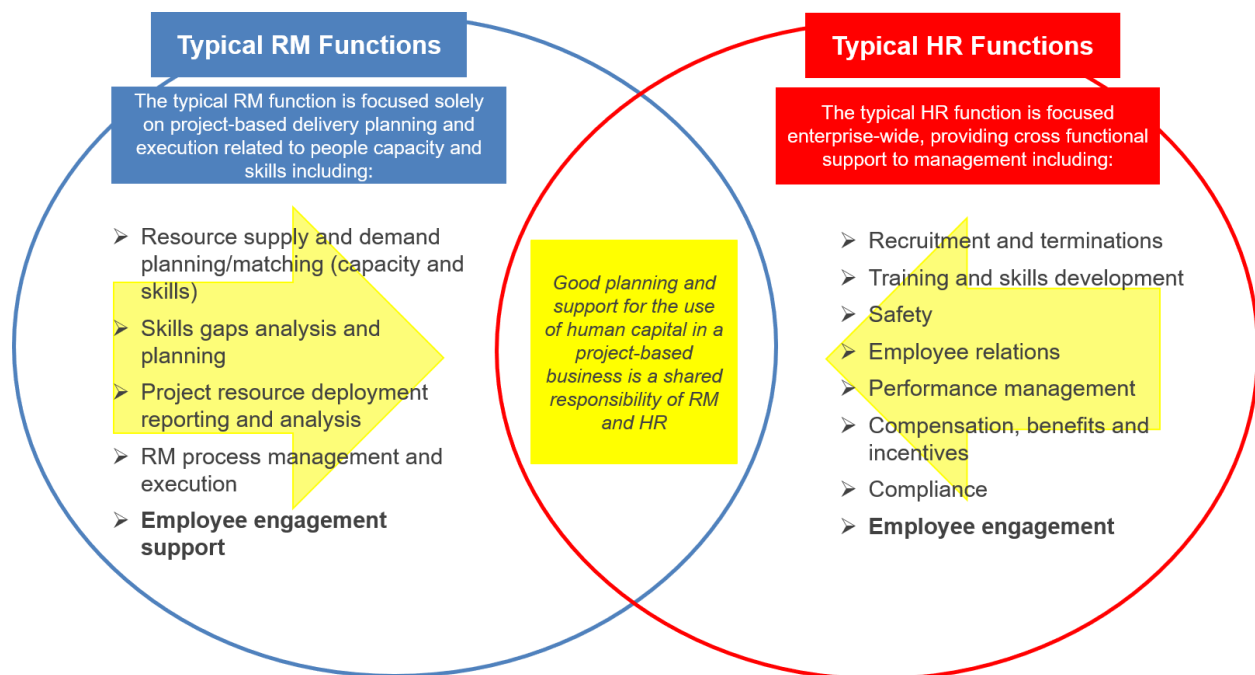 Typical RM Functions
The typical RM function is focused solely
on project-based delivery planning and
execution related to people capacity and
skills including:
➢ Resource supply and demand
planning/matching (capacity and
skills)
➢ Skills gaps analysis and
planning
➢ Project resource deployment
reporting and analysis
➢ RM process management and
execution
➢ Employee engagement
support
Good planning and
support for the use
of human capital in a
project-based
business is a shared
responsibility of RM
and HR
Typical HR Functions
The typical HR function is focused
enterprise-wide, providing cross functional
support to management including:
➢ Recruitment and terminations
➢ Training and skills development
➢ Safety
➢ Employee relations
➢ Performance management
➢ Compensation, benefits and
incentives
➢ Compliance
➢ Employee engagement